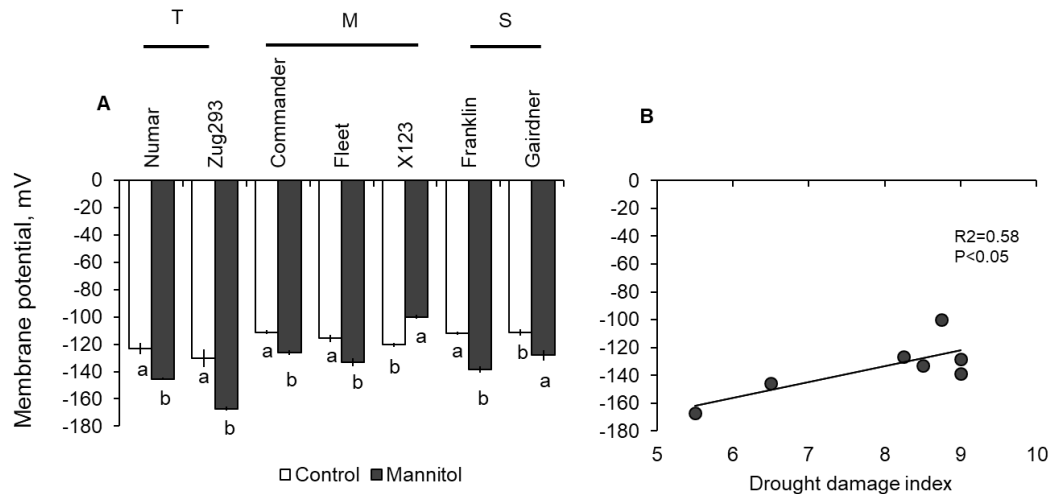 T M S
A
Numar
Zug293
Commander
Fleet
X123
Franklin
Gairdner
Membrane potential, mV
0
-20
-40
-60
-80
-100
-120
-140
-160
-180
a
b
a
b
a
b
a
b
a
a
a
b
b
a
Control Mannitol
B
0
-20
-40
-60
-80
-100
-120
-140
-160
-180
R2=0.58
P<0.05
5 6 7 8 9 10
Drought damage index